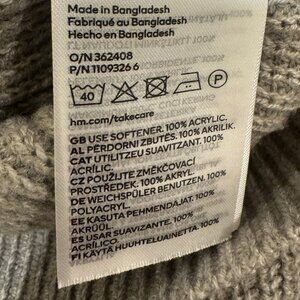 Made in Bangladesh
Fabriqué au Bangladesh
Hecho en Bangladesh
O/N 362408
P/N 1109326 6
40
hm.com/takecare
GB USE SOFTENER. 100% ACRYLIC,
AL PERDORNI ZBUTËS. 100% AKRILIK.
CAT UTILITZEU SUAVITZANT. 100%
ACRÍLIC.
CZ POUŽIJTE ZMĚKČOVACÍ
PROSTŘEDEK. 100% AKRYL.
DE WEICHSPÜLER BENUTZEN. 100%
POLYACRYL.
EE KASUTA PEHMENDAJAT. 100%
AKRÜÜL.
ES USAR SUAVIZANTE. 100%
ACRÍLICO
FI KÄYTÄ HUUHTELUAINETTA. 100%